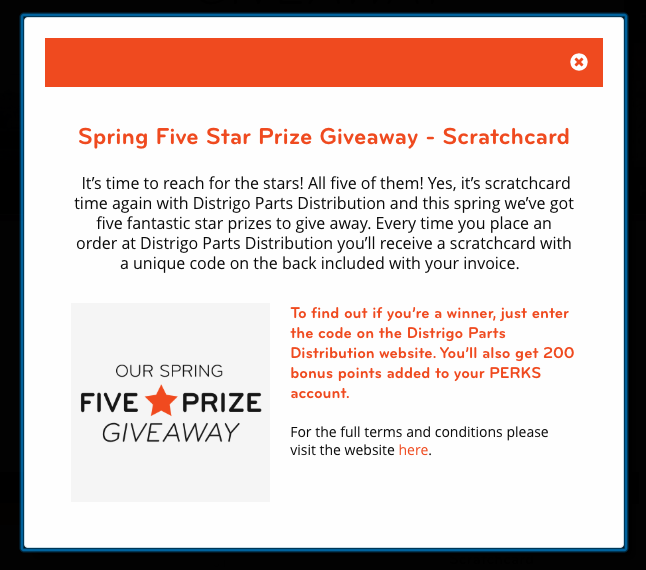 Spring Five Star Prize Giveaway - Scratchcard
It's time to reach for the stars! All five of them! Yes, it's scratchcard
time again with Distrigo Parts Distribution and this spring we've got
five fantastic star prizes to give away. Every time you place an
order at Distrigo Parts Distribution you'll receive a scratchcard with
a unique code on the back included with your invoice.
OUR SPRING
FIVE ★ PRIZE
GIVEAWAY
To find out if you're a winner, just enter
the code on the Distrigo Parts
Distribution website. You'll also get 200
bonus points added to your PERKS
account.
For the full terms and conditions please
visit the website here.